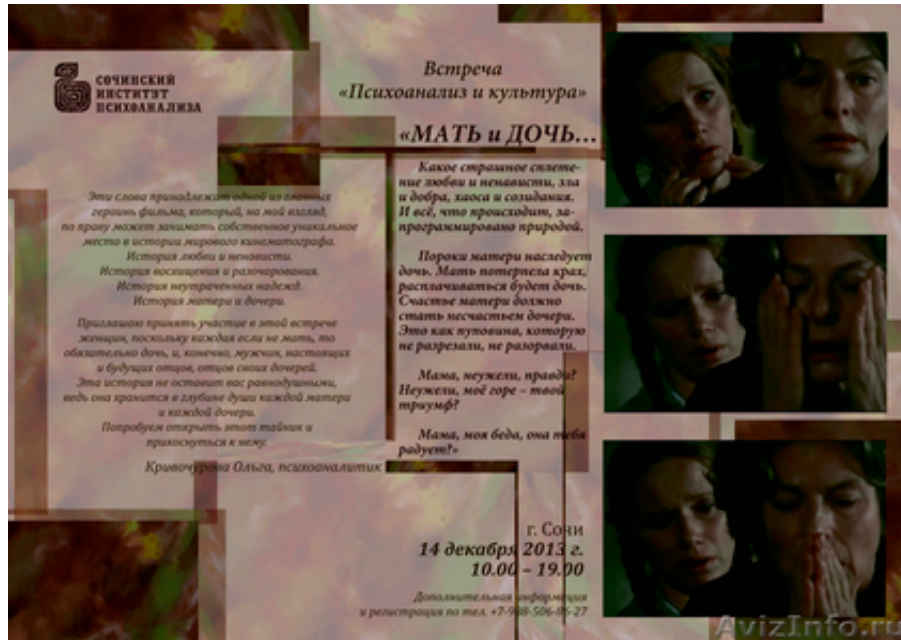 СОЧИНСКИЙ
ИНСТИТУТ
ПСИХОАНАЛИЗА
Встреча
«Психоанализ и культура»
«МАТЬ и ДОЧЬ...
Какое страшное сплете-
ние любви и ненависти, зла
и добра, хаоса и созидания.
И всё, что происходит, за-
программировано природой.
Пороки матери наследует
дочь. Мать потерпела крах,
расплачиваться будет дочь.
Счастье матери должно
стать несчастьем дочери.
Это как пуповина, которую
не разрезали, не разорвали.
Мама, неужели, правда?
Неужели, моё горе – твой
триумф?
Мама, моя беда, она тебя
радует?»
Эти слова принадлежат одной из главных
героинь фильма, который, на мой взгляд,
по праву может занимать собственное уникальное
место в истории мирового кинематографа.
История любви и ненависти.
История восхищения и разочарования.
История неутраченных надежд.
История матери и дочери.
Приглашаю принять участие в этой встрече
женщин, поскольку каждая если не мать, то
обязательно дочь, и, конечно, мужчин, настоящих
и будущих отцов, отцов своих дочерей.
Эта история не оставит вас равнодушными,
ведь она хранится в глубине души каждой матери
и каждой дочери.
Попробуем открыть этот тайник и
прикоснуться к нему.
Кривочурова Ольга, психоаналитик
г. Сочи
14 декабря 2013 г.
10.00 – 19.00
Дополнительная информация
и регистрация по тел.
AvizInfo.ru